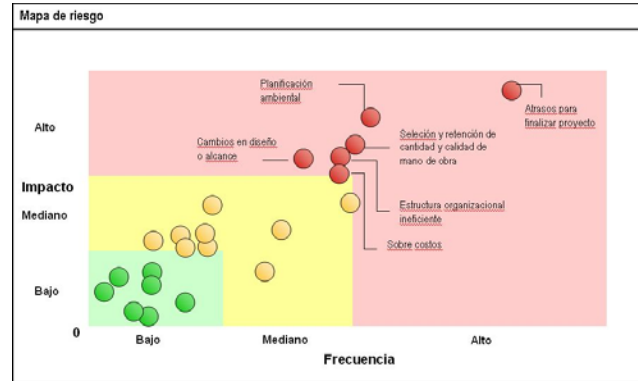 Mapa de riesgo
Planificación
ambiental
Atrasos para
finalizar proyecto
Alto
Cambios en diseño
o alcance
Seleción y retención de
cantidad y calidad de
mano de obra
Impacto
Mediano
Estructura organizacional
ineficiente
Sobre costos
Bajo
0
Bajo
Mediano
Alto
Frecuencia